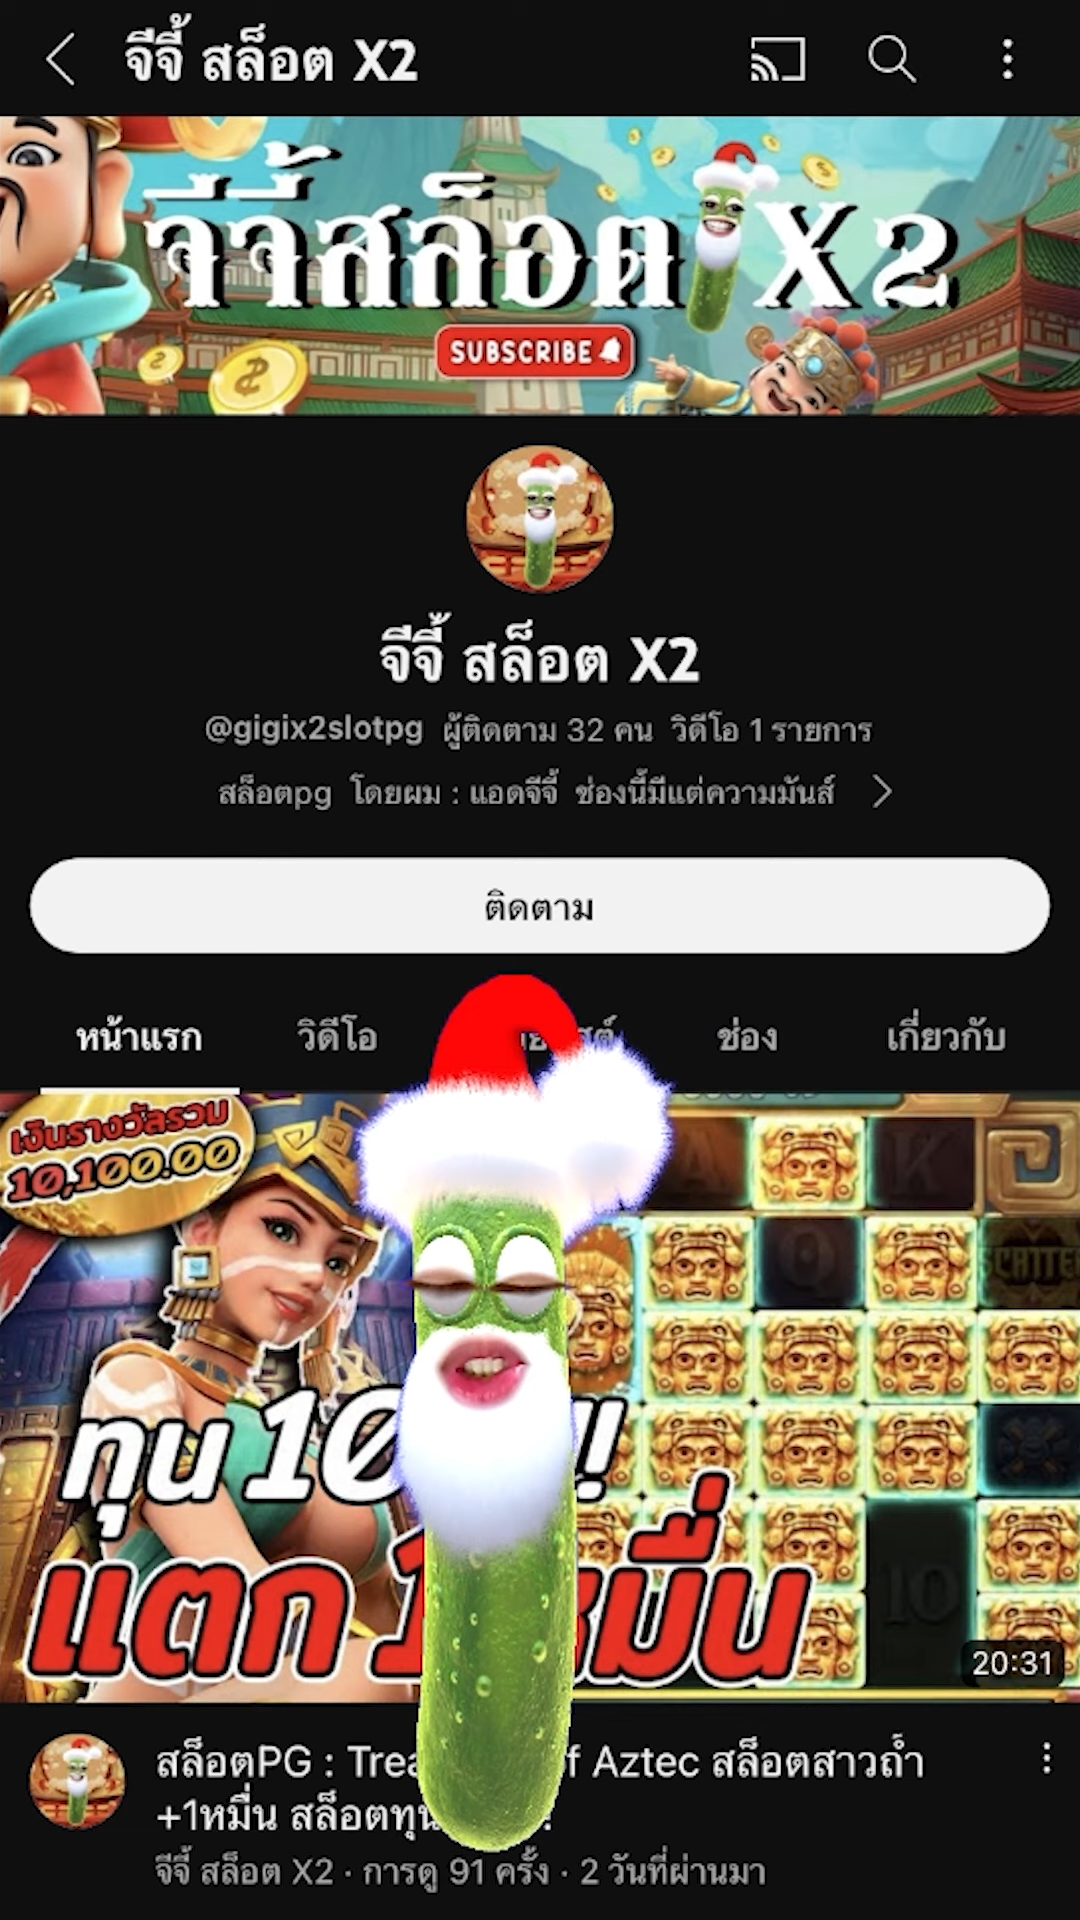 จีจี้ สล็อต X2
จีจี้สล็อต X2
SUBSCRIBE
จีจี้ สล็อต X2
@gigix2slotpg ผู้ติดตาม 32 คน วิดีโอ 1 รายการ
สล็อตpg โดยผม : แอดจีจี้ ช่องนี้มีแต่ความมันส์
ติดตาม
หน้าแรก วิดีโอ ช่อง เกี่ยวกับ
เงินรางวัลรวม
10,100.00
A K
Q
ทุน 10 !!
แตก 1 หมื่น
10
20:31
สล็อตPG : Trea f Aztec สล็อตสาวถ้ำ
+1หมื่น สล็อตทุน
จีจี้ สล็อต X2 · การดู 91 ครั้ง · 2 วันที่ผ่านมา